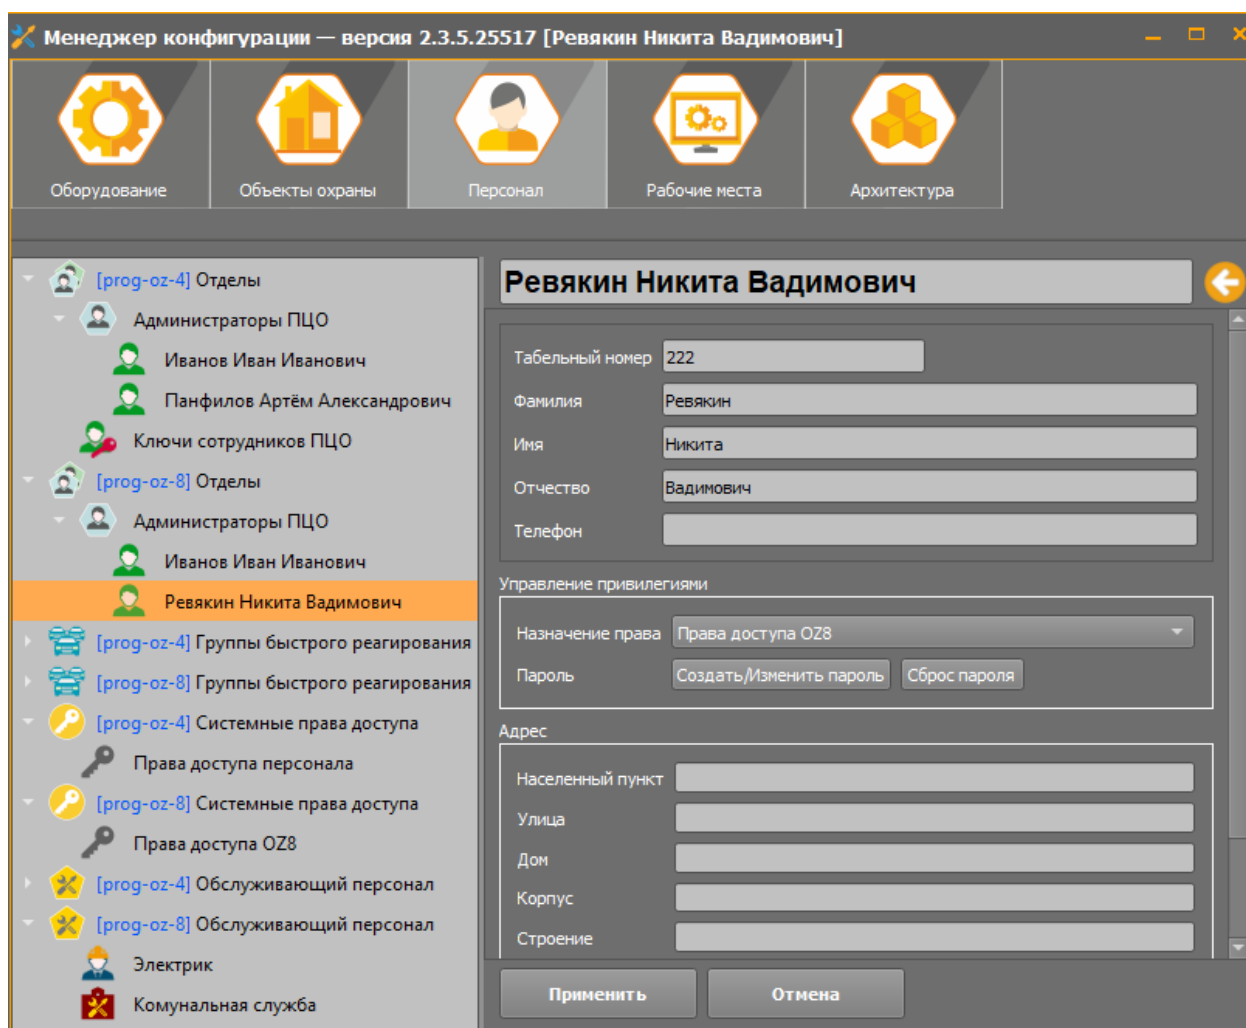 Менеджер конфигурации — версия 2.3.5.25517 [Ревякин Никита Вадимович]
Оборудование
Объекты охраны
Персонал
Рабочие места
Архитектура
[prog-oz-4] Отделы
Администраторы ПЦО
Иванов Иван Иванович
Панфилов Артём Александрович
Ключи сотрудников ПЦО
[prog-oz-8] Отделы
Администраторы ПЦО
Иванов Иван Иванович
Ревякин Никита Вадимович
[prog-oz-4] Группы быстрого реагирования
[prog-oz-8] Группы быстрого реагирования
[prog-oz-4] Системные права доступа
Права доступа персонала
[prog-oz-8] Системные права доступа
Права доступа OZ8
[prog-oz-4] Обслуживающий персонал
[prog-oz-8] Обслуживающий персонал
Электрик
Комунальная служба
Ревякин Никита Вадимович
Табельный номер 222
Фамилия Ревякин
Имя Никита
Отчество Вадимович
Телефон
Управление привилегиями
Назначение права Права доступа OZ8
Пароль Создать/Изменить пароль Сброс пароля
Адрес
Населенный пункт
Улица
Дом
Корпус
Строение
Применить Отмена